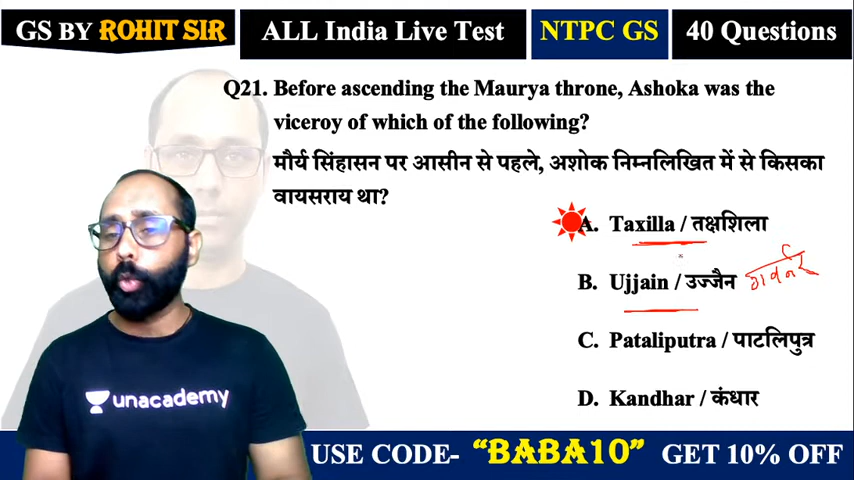 GS BY ROHIT SIR
ALL India Live Test
NTPC GS
40 Questions
Q21. Before ascending the Maurya throne, Ashoka was the
viceroy of which of the following?
मौर्य सिंहासन पर आसीन से पहले, अशोक निम्नलिखित में से किसका
वायसराय था?
A. Taxilla / तक्षशिला
B. Ujjain / उज्जैन गवर्नर
C. Pataliputra / पाटलिपुत्र
D. Kandhar / कंधार
unacademy
USE CODE- “BABA10” GET 10% OFF